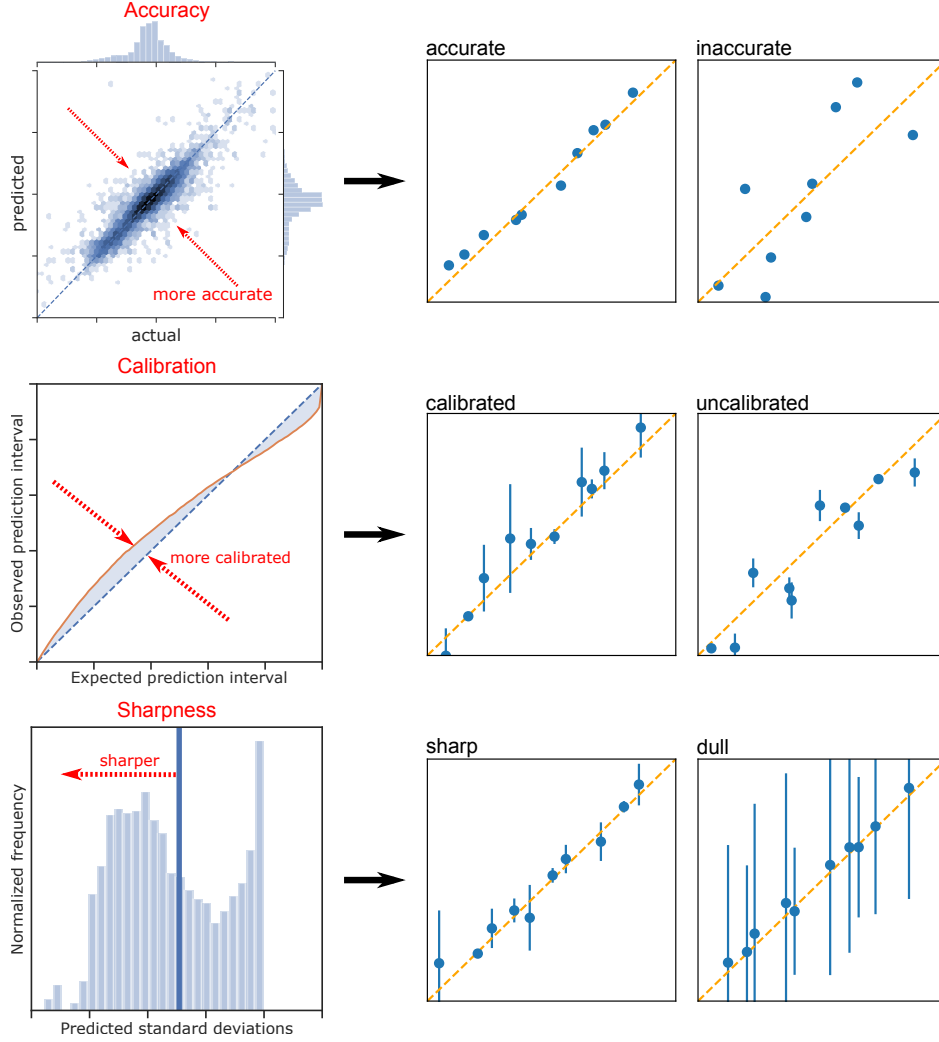 Accuracy
accurate
inaccurate
predicted
more accurate
actual
Calibration
calibrated
uncalibrated
Observed prediction interval
more calibrated
Expected prediction interval
Sharpness
sharp
dull
sharper
Normalized frequency
Predicted standard deviations